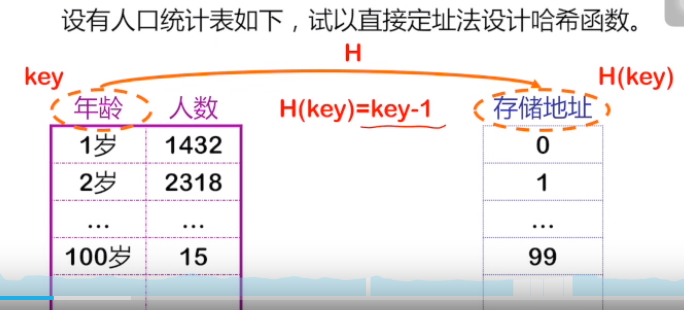 设有人口统计表如下，试以直接定址法设计哈希函数。
H
key H(key)
年龄 人数 H(key)=key-1 存储地址
1岁 1432 0
2岁 2318 1
... ... ...
100岁 15 99